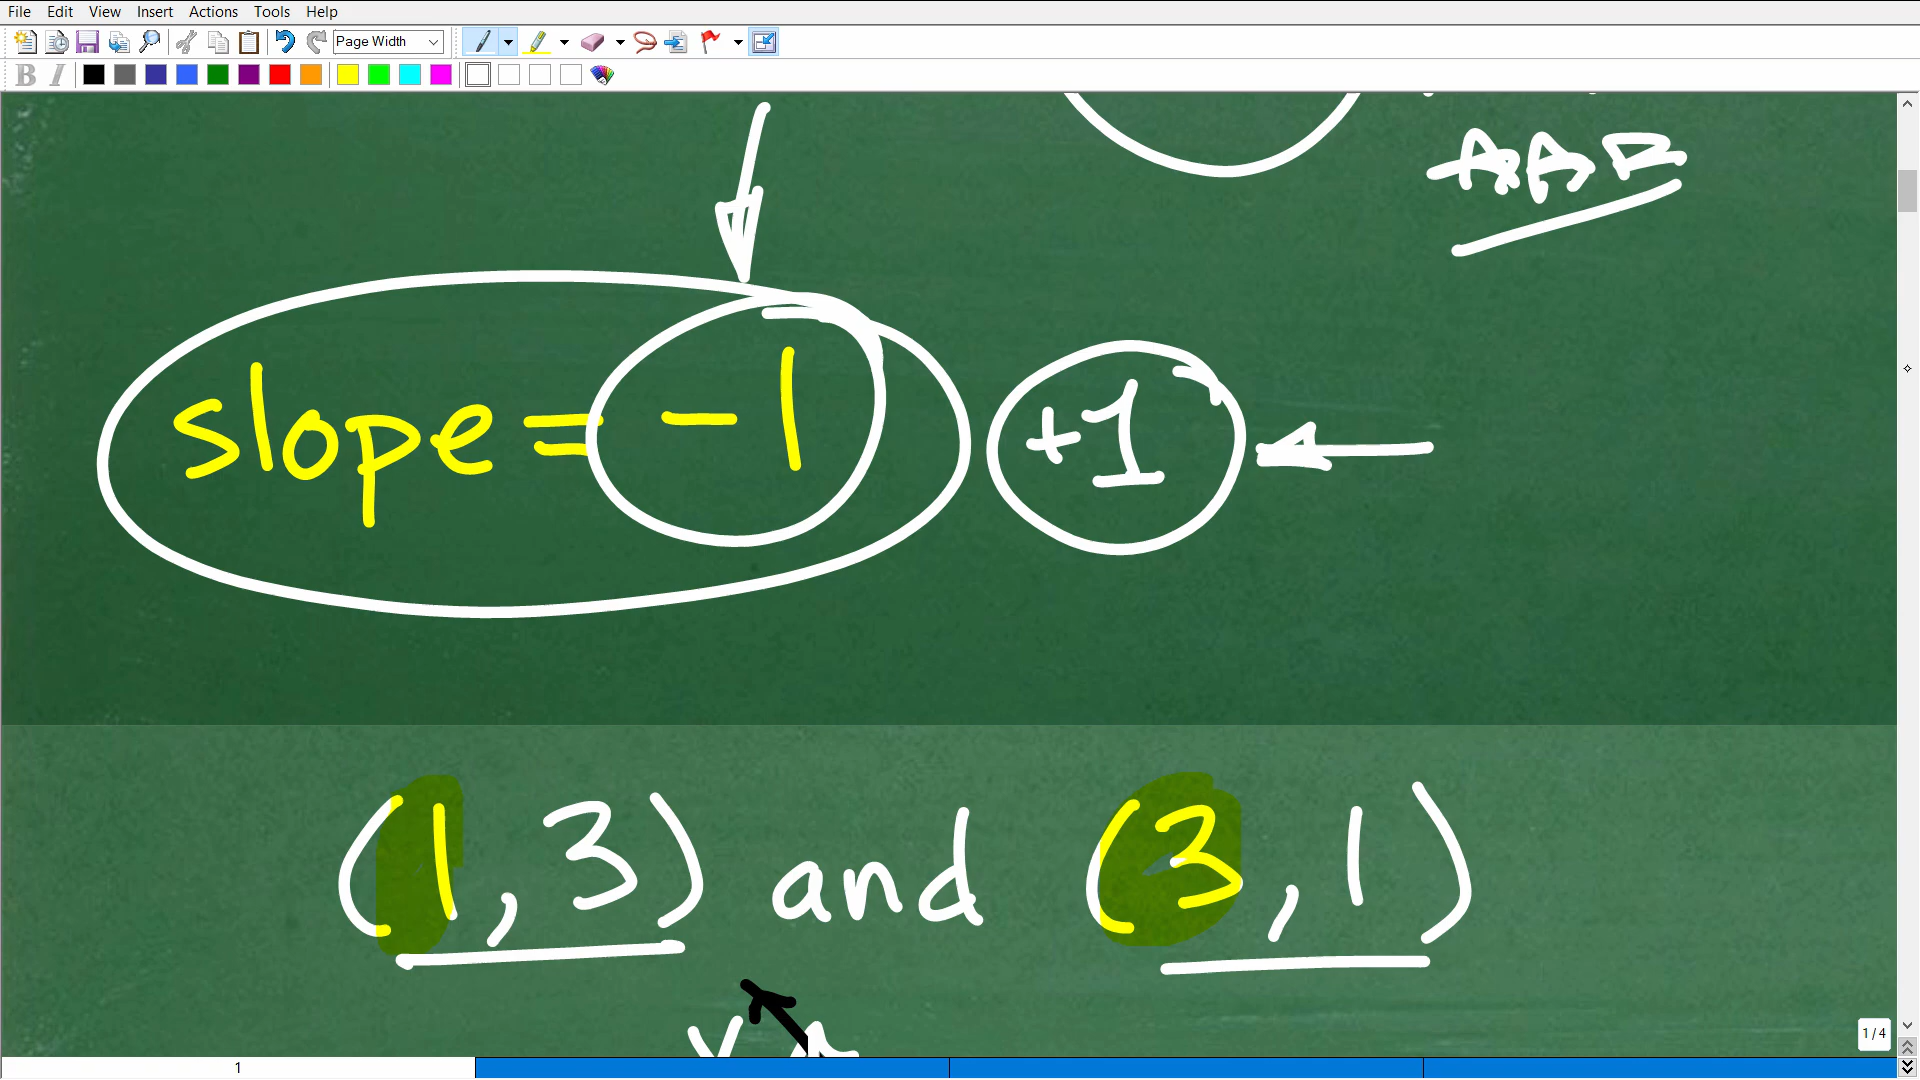 File Edit View Insert Actions Tools Help
Page Width
B I
slope = -1 +1
(1,3) and (3,1)
1/4
1